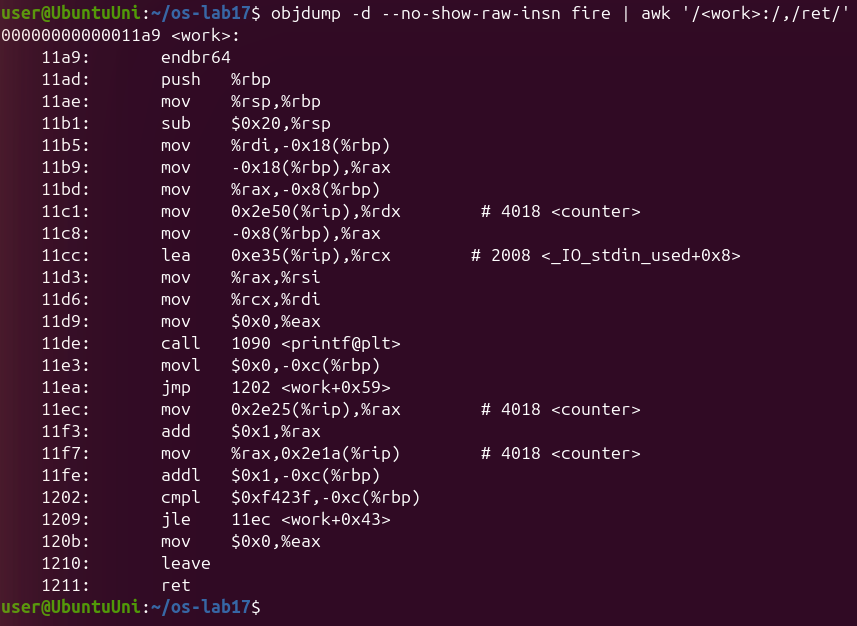 user@UbuntuUni:~/os-lab17$ objdump -d --no-show-raw-insn fire | awk '/<work>:/,/ret/'
00000000000011a9 <work>:
    11a9:       endbr64
    11ad:       push   %rbp
    11ae:       mov    %rsp,%rbp
    11b1:       sub    $0x20,%rsp
    11b5:       mov    %rdi,-0x18(%rbp)
    11b9:       mov    -0x18(%rbp),%rax
    11bd:       mov    %rax,-0x8(%rbp)
    11c1:       mov    0x2e50(%rip),%rdx        # 4018 <counter>
    11c8:       mov    -0x8(%rbp),%rax
    11cc:       lea    0xe35(%rip),%rcx        # 2008 <_IO_stdin_used+0x8>
    11d3:       mov    %rax,%rsi
    11d6:       mov    %rcx,%rdi
    11d9:       mov    $0x0,%eax
    11de:       call   1090 <printf@plt>
    11e3:       movl   $0x0,-0xc(%rbp)
    11ea:       jmp    1202 <work+0x59>
    11ec:       mov    0x2e25(%rip),%rax        # 4018 <counter>
    11f3:       add    $0x1,%rax
    11f7:       mov    %rax,0x2e1a(%rip)        # 4018 <counter>
    11fe:       addl   $0x1,-0xc(%rbp)
    1202:       cmpl   $0xf423f,-0xc(%rbp)
    1209:       jle    11ec <work+0x43>
    120b:       mov    $0x0,%eax
    1210:       leave
    1211:       ret
user@UbuntuUni:~/os-lab17$